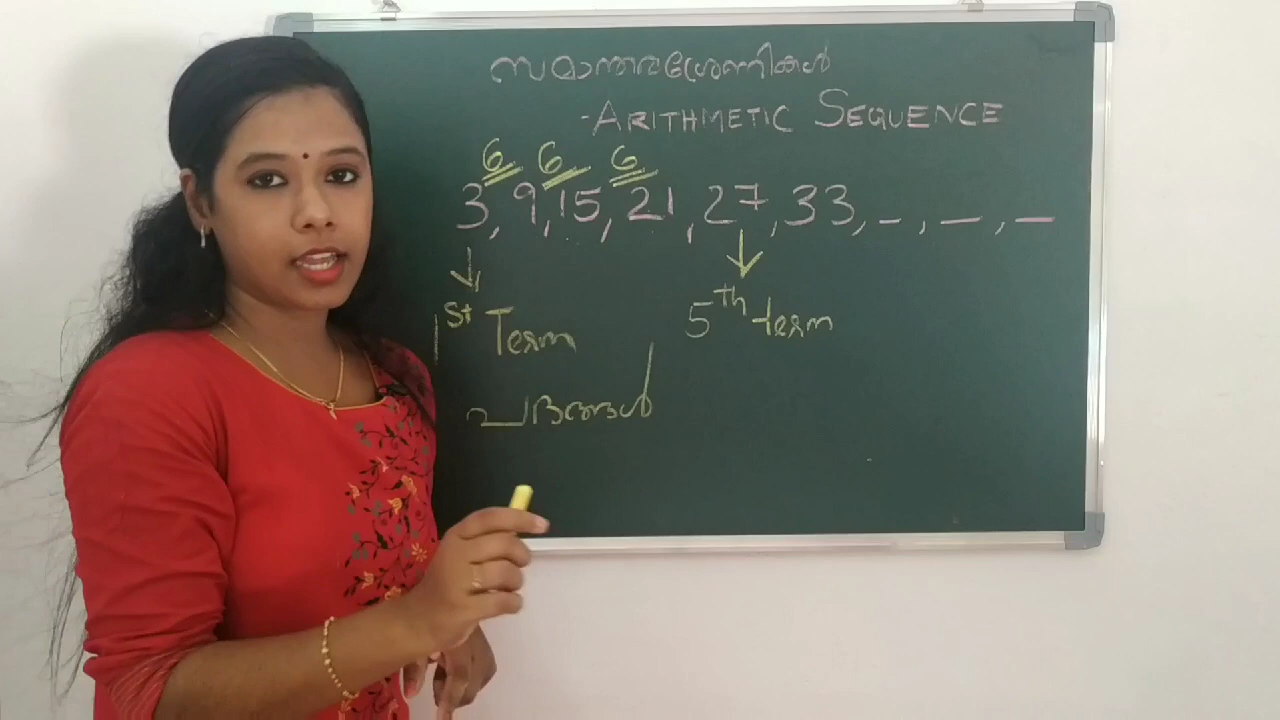 സമാന്തരശ്രേണികൾ
-ARITHMETIC SEQUENCE
6 6 6
3, 9, 15, 21, 27, 33, _, _, _
1st Term
5th term
പദങ്ങൾ